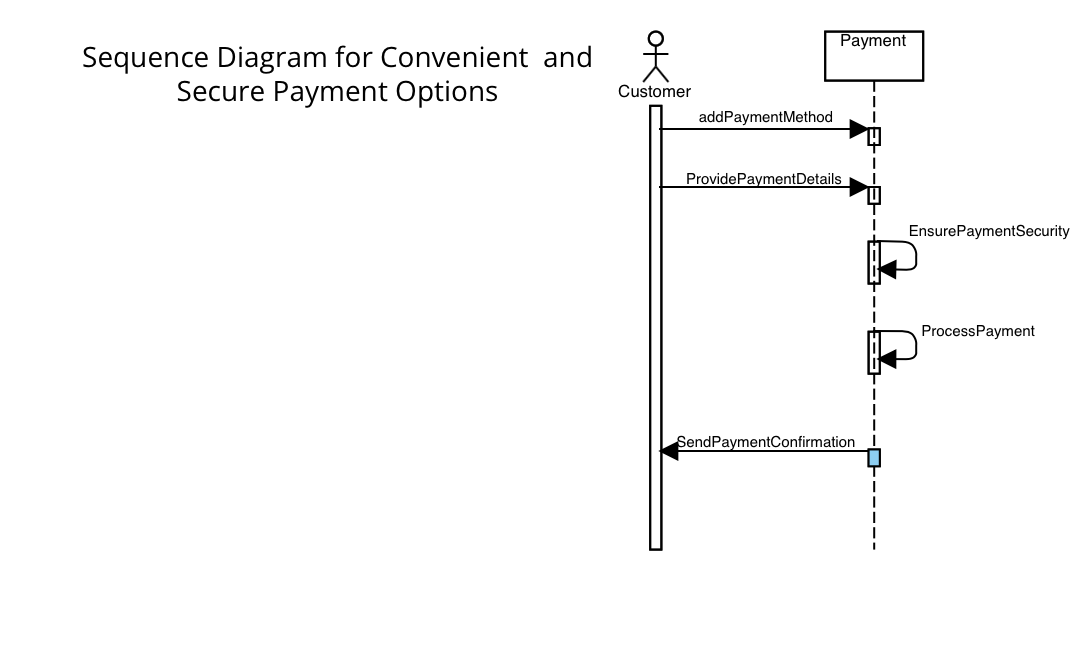 Sequence Diagram for Convenient  and
Secure Payment Options
Customer
Payment
addPaymentMethod
ProvidePaymentDetails
EnsurePaymentSecurity
ProcessPayment
SendPaymentConfirmation